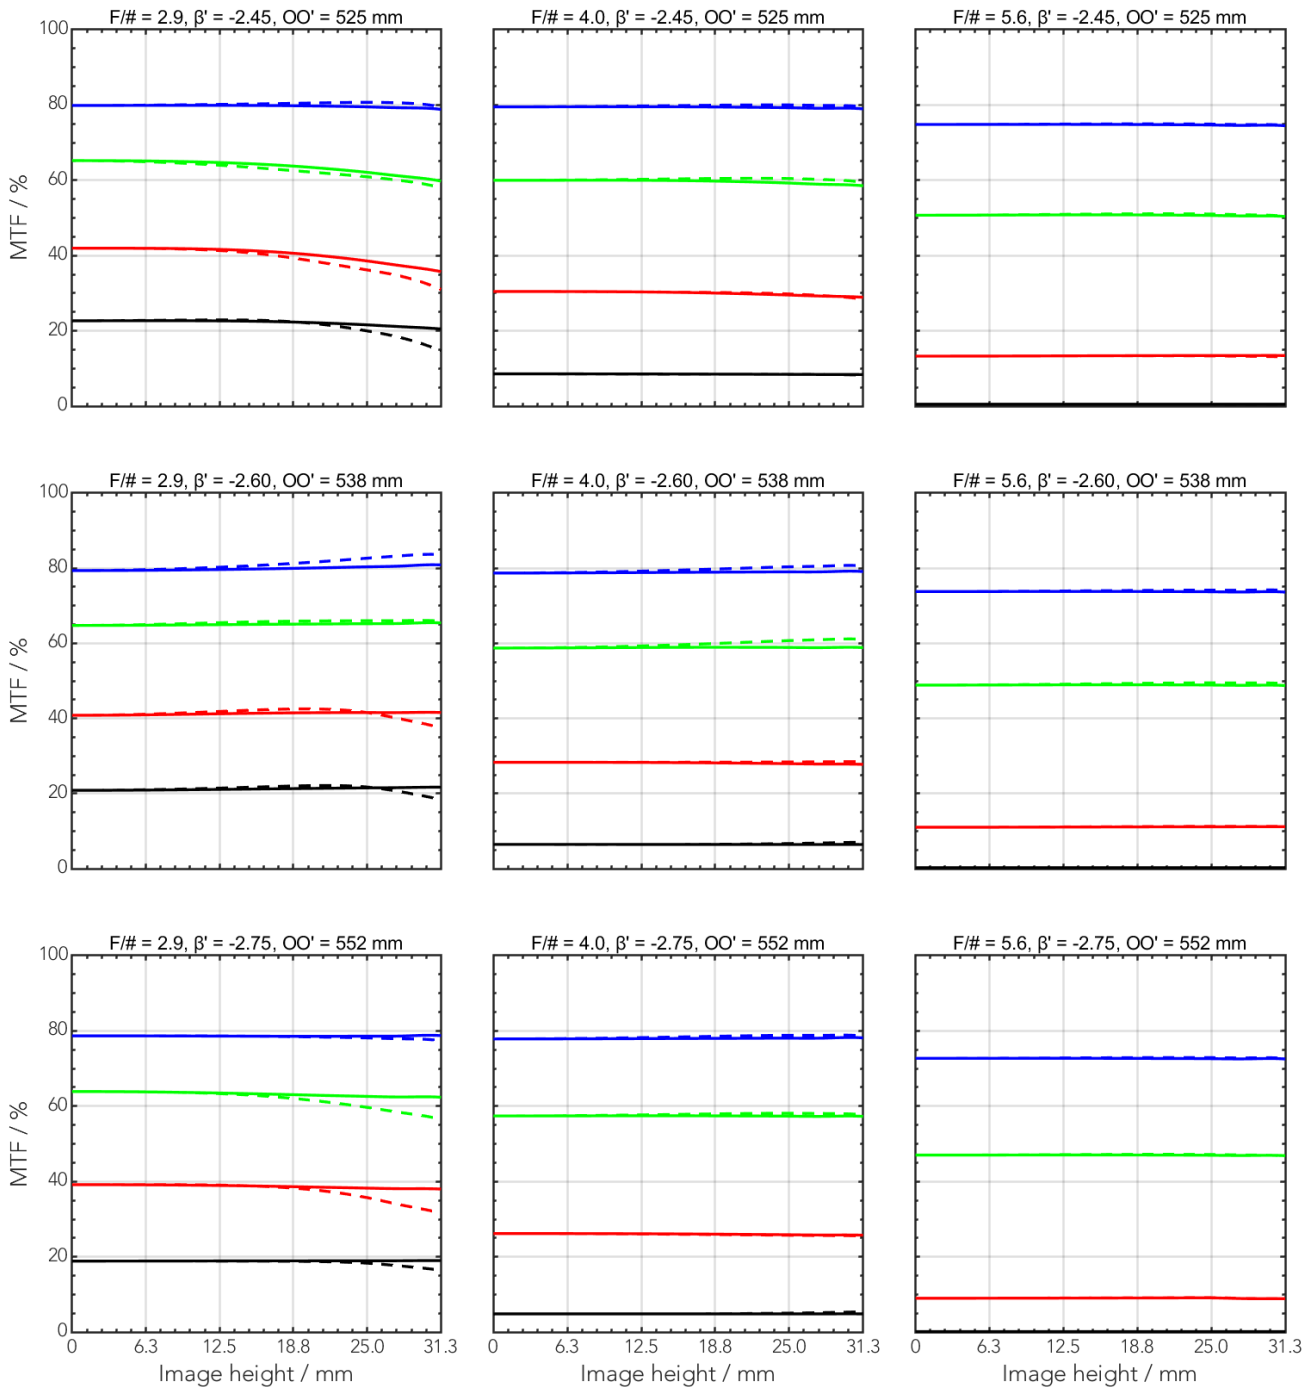 F/# = 2.9, β' = -2.45, OO' = 525 mm
F/# = 4.0, β' = -2.45, OO' = 525 mm
F/# = 5.6, β' = -2.45, OO' = 525 mm
100
80
60
40
20
0
MTF / %
F/# = 2.9, β' = -2.60, OO' = 538 mm
F/# = 4.0, β' = -2.60, OO' = 538 mm
F/# = 5.6, β' = -2.60, OO' = 538 mm
100
80
60
40
20
0
MTF / %
F/# = 2.9, β' = -2.75, OO' = 552 mm
F/# = 4.0, β' = -2.75, OO' = 552 mm
F/# = 5.6, β' = -2.75, OO' = 552 mm
100
80
60
40
20
0
MTF / %
0 6.3 12.5 18.8 25.0 31.3
0 6.3 12.5 18.8 25.0 31.3
0 6.3 12.5 18.8 25.0 31.3
Image height / mm
Image height / mm
Image height / mm